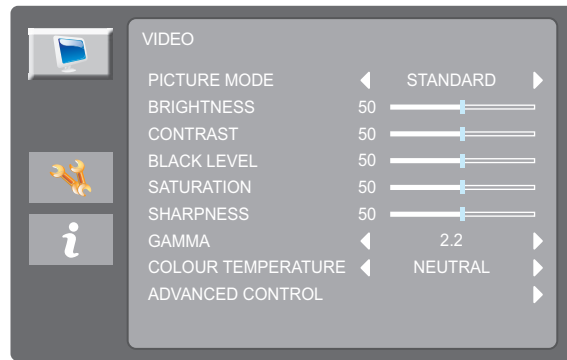 VIDEO
PICTURE MODE STANDARD
BRIGHTNESS 50
CONTRAST 50
BLACK LEVEL 50
SATURATION 50
SHARPNESS 50
GAMMA 2.2
COLOUR TEMPERATURE NEUTRAL
ADVANCED CONTROL
i